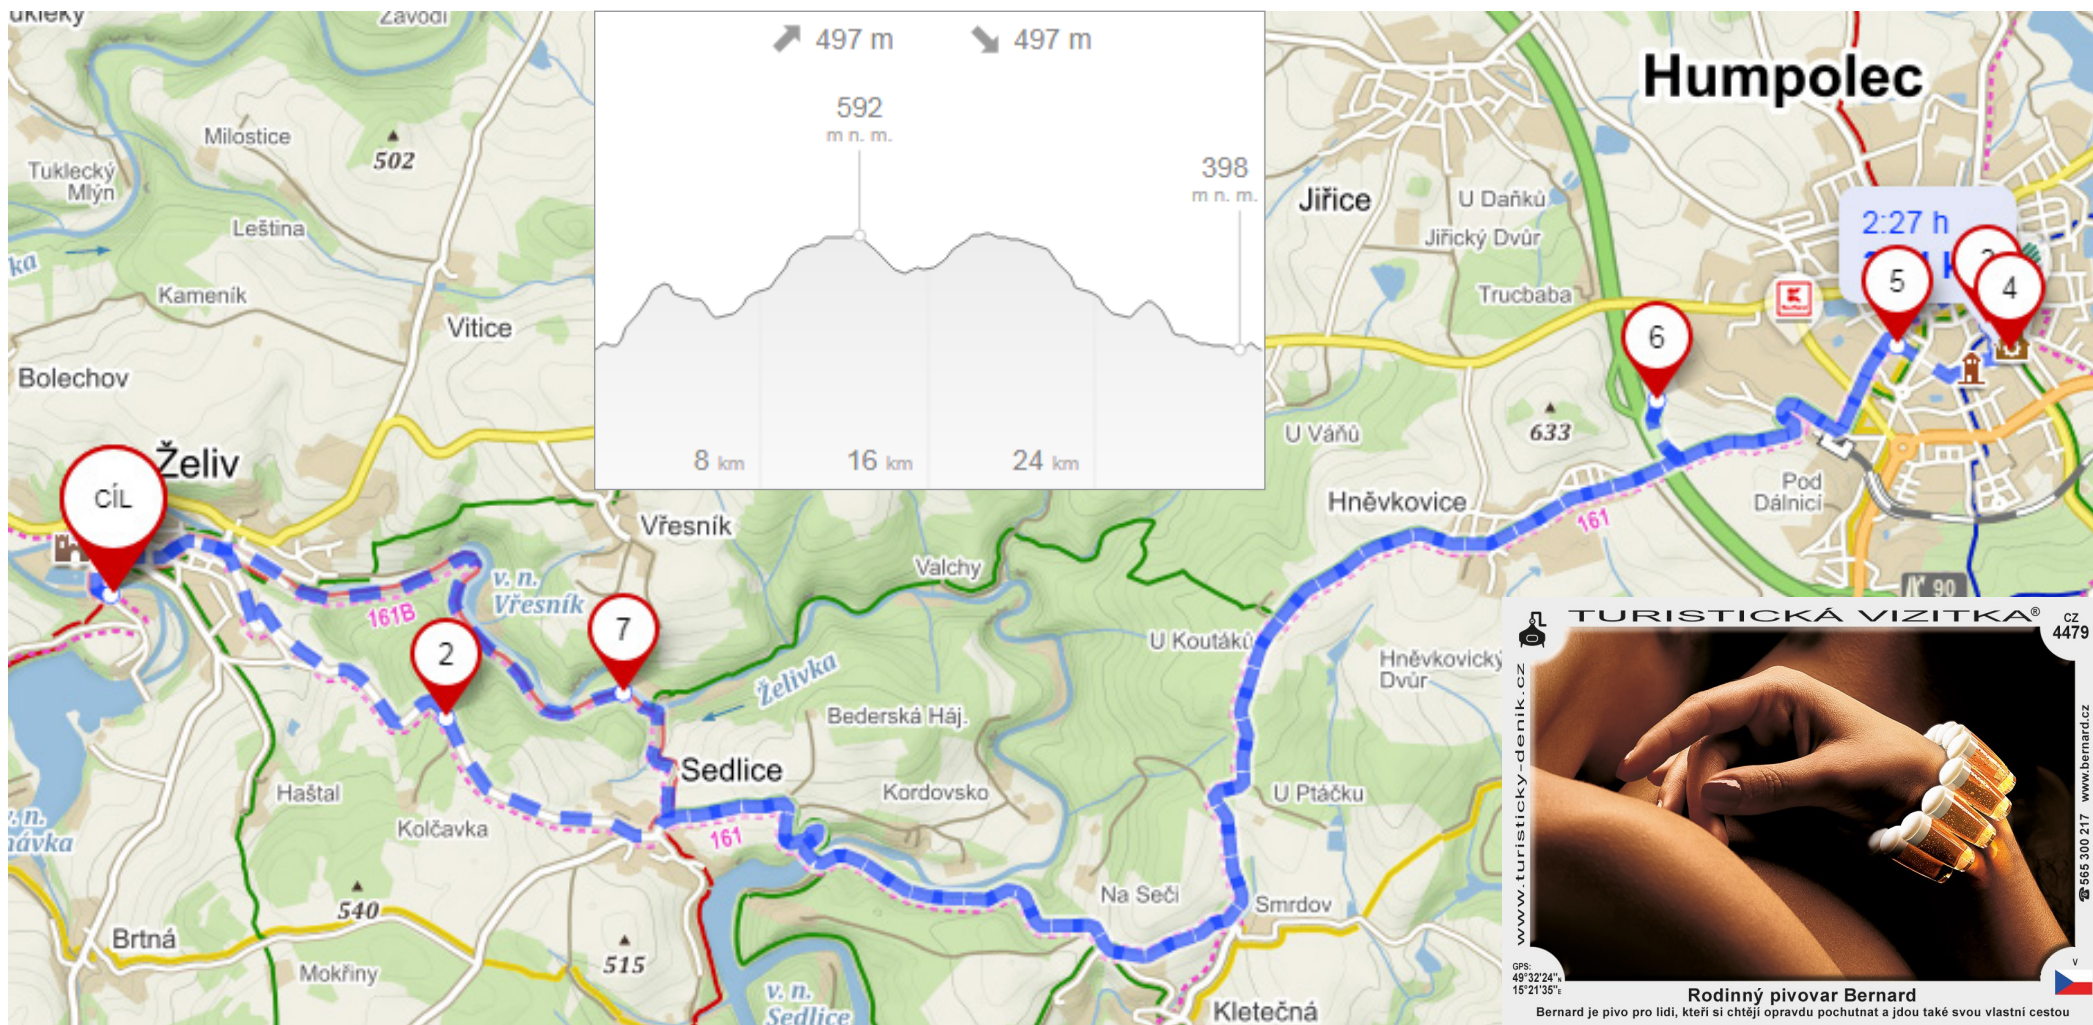 Závodí
Milostice
502
Tuklecký
Mlýn
Leština
Kameník
Vitice
Bolechov
Želiv
CÍL
497 m 497 m
592
m n. m.
398
m n. m.
8 km 16 km 24 km
Humpolec
Jiřice
U Daňků
Jiřický Dvůr
Trucbaba
2:27 h
5
4
6
U Váňů
633
Hněvkovice
Pod
Dálnicí
161
90
Vřesník
v. n.
Vřesník
161B
2
7
Valchy
U Koutáků
Hněvkovický
Dvůr
Želivka
Bederská Háj.
Sedlice
Kordovsko
U Ptáčku
Haštal
Kolčavka
161
Na Seči
Smrdov
540
Brtná
Mokřiny
515
v. n.
Sedlice
Kletečná
TURISTICKÁ VIZITKA®
CZ
4479
www.turisticky-denik.cz
www.bernard.cz
☎ 565 300 217
GPS:
49°32'24"N
15°21'35"E
V
Rodinný pivovar Bernard
Bernard je pivo pro lidi, kteří si chtějí opravdu pochutnat a jdou také svou vlastní cestou